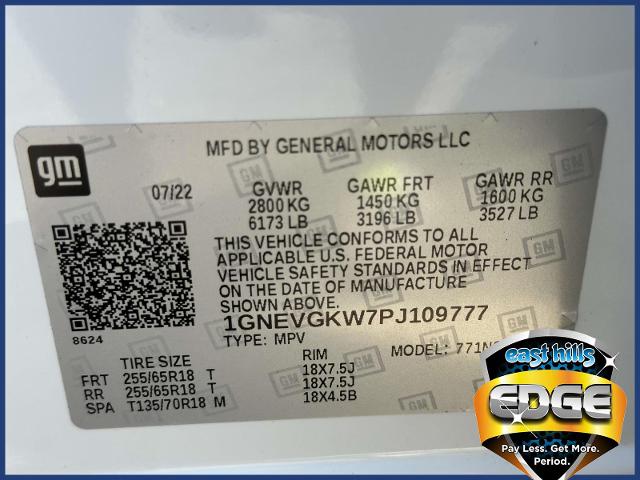 gm
MFD BY GENERAL MOTORS LLC
07/22
GVWR GAWR FRT GAWR RR
2800 KG 1450 KG 1600 KG
6173 LB 3196 LB 3527 LB
THIS VEHICLE CONFORMS TO ALL
APPLICABLE U.S. FEDERAL MOTOR
VEHICLE SAFETY STANDARDS IN EFFECT
ON THE DATE OF MANUFACTURE
SHOWN ABOVE.
8624
1GNEVGKW7PJ109777
TYPE: MPV MODEL:
TIRE SIZE RIM
FRT 255/65R18 T 18X7.5J
RR 255/65R18 T 18X7.5J
SPA T135/70R18 M 18X4.5B
east hills
EDGE
Pay Less. Get More.
Period.